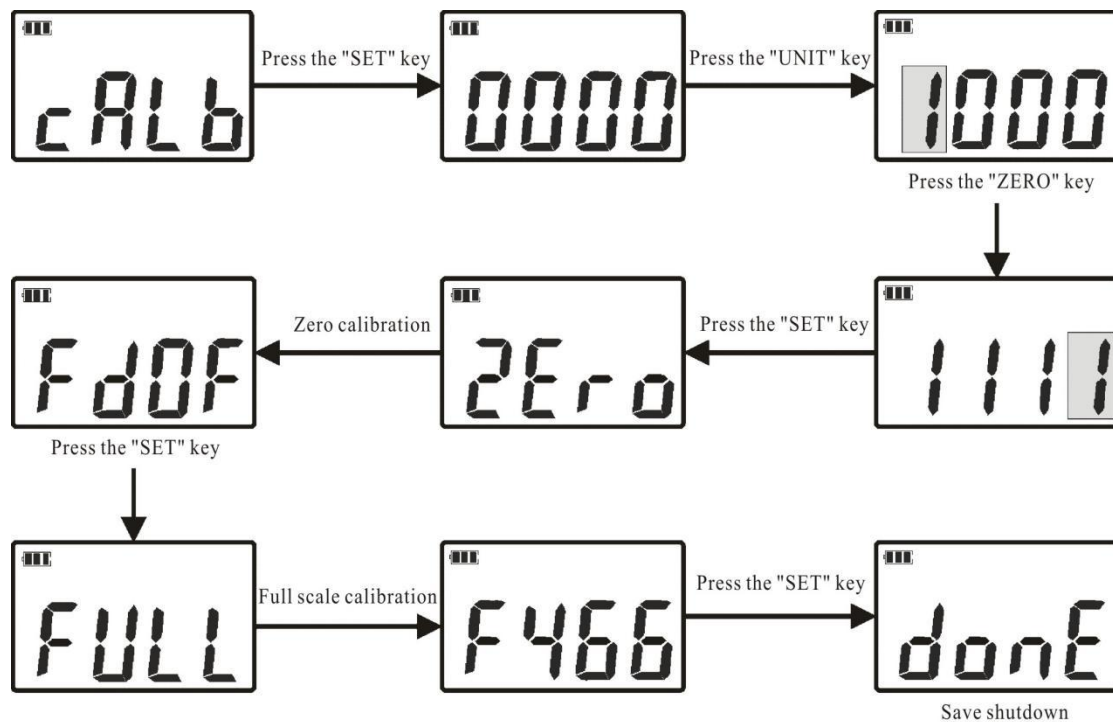 cALb
Press the "SET" key
0000
Press the "UNIT" key
1000
Press the "ZERO" key
1111
Press the "SET" key
2Ero
Zero calibration
Fd0F
Press the "SET" key
FULL
Full scale calibration
F466
Press the "SET" key
donE
Save shutdown